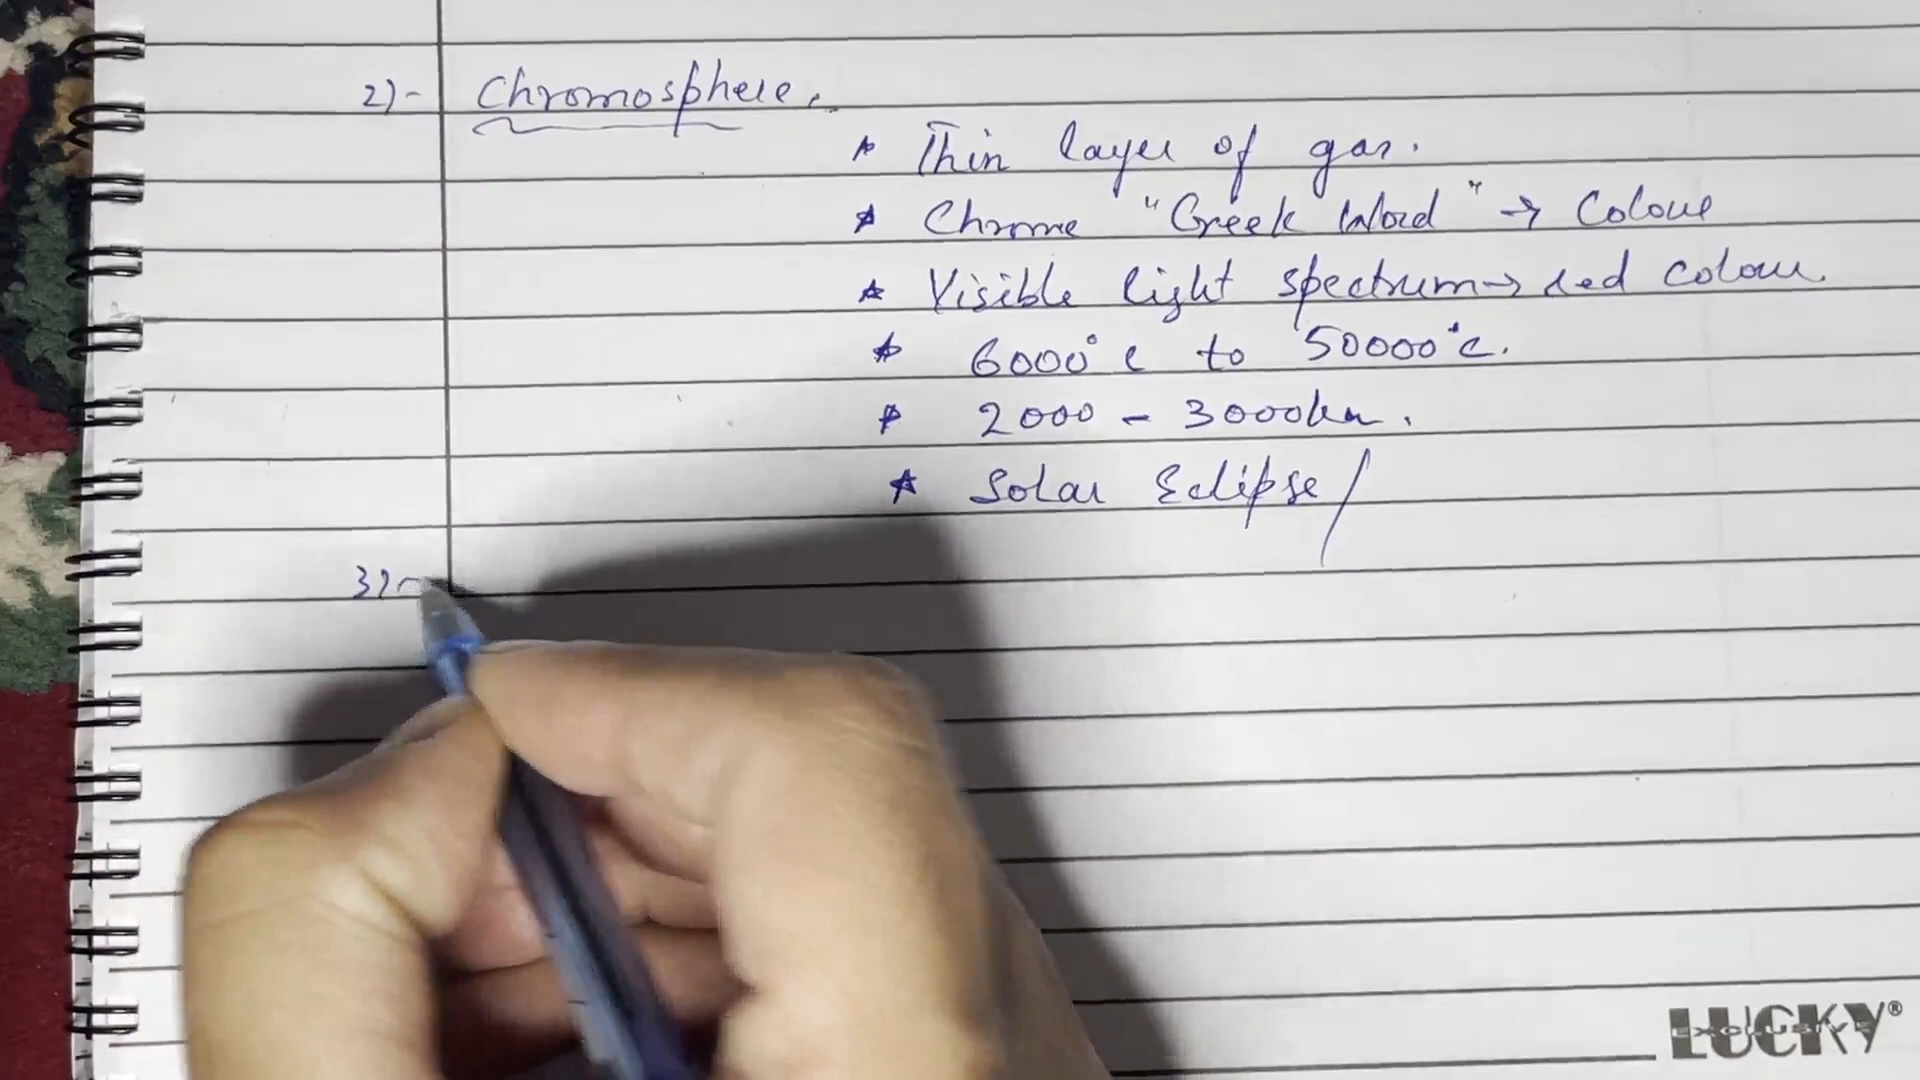 2)- Chromosphere.
* Thin layer of gas.
* Chrome "Greek Word" → Colour
* Visible light spectrum → red colour.
* 6000°C to 50000°C.
* 2000 - 3000km.
* Solar Eclipse/
3)-
LUCKY®
EXCLUSIVE